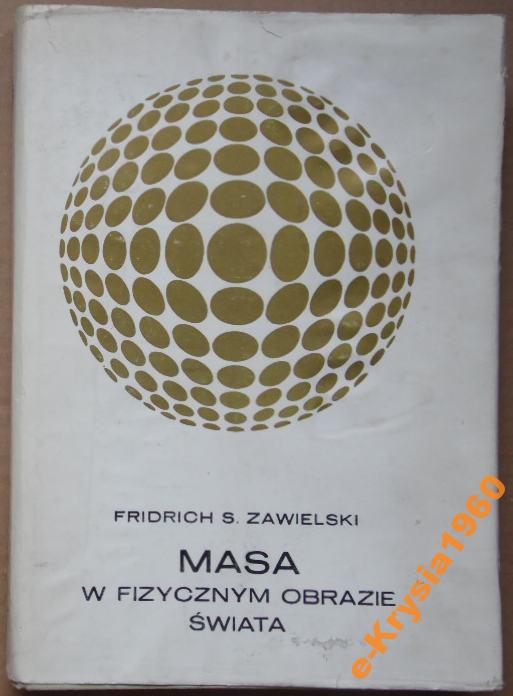 FRIDRICH S. ZAWIELSKI
MASA
W FIZYCZNYM OBRAZIE
ŚWIATA
e-Krysia1960